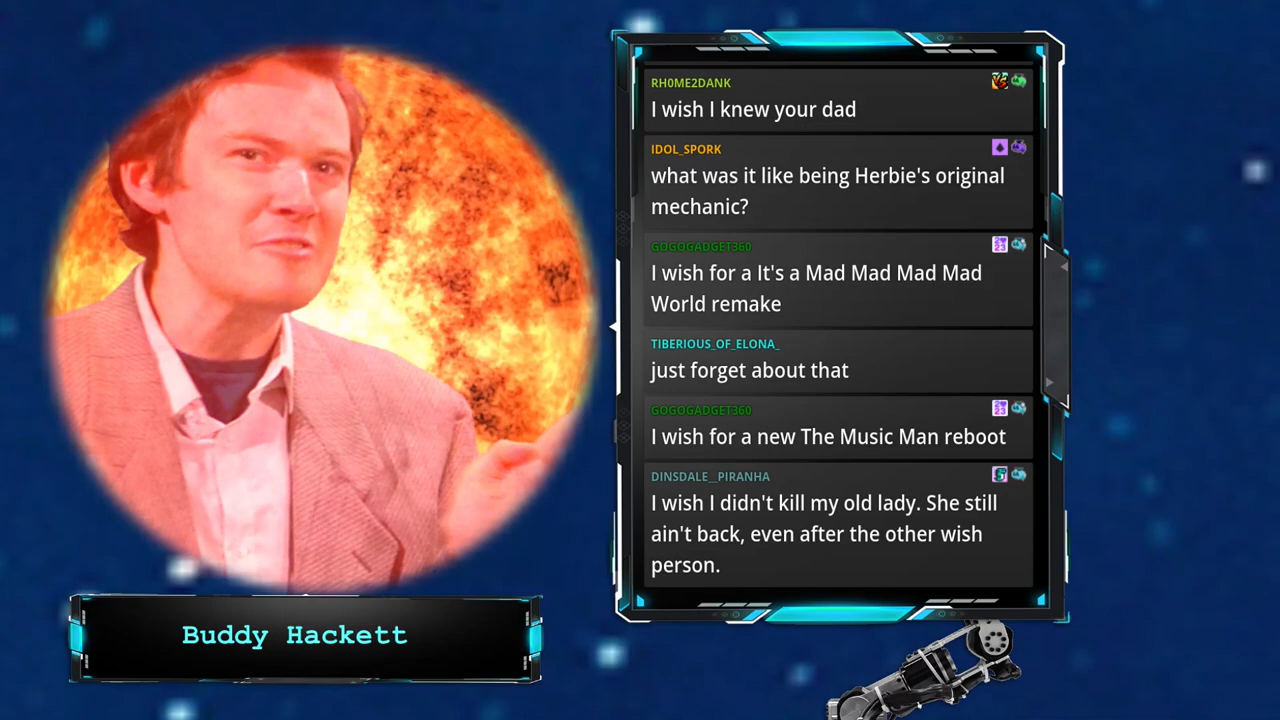 RH0ME2DANK
I wish I knew your dad
IDOL_SPORK
what was it like being Herbie's original
mechanic?
GOGOGADGET360
I wish for a It's a Mad Mad Mad Mad
World remake
TIBERIOUS_OF_ELONA_
just forget about that
GOGOGADGET360
I wish for a new The Music Man reboot
DINSDALE__PIRANHA
I wish I didn't kill my old lady. She still
ain't back, even after the other wish
person.
Buddy Hackett